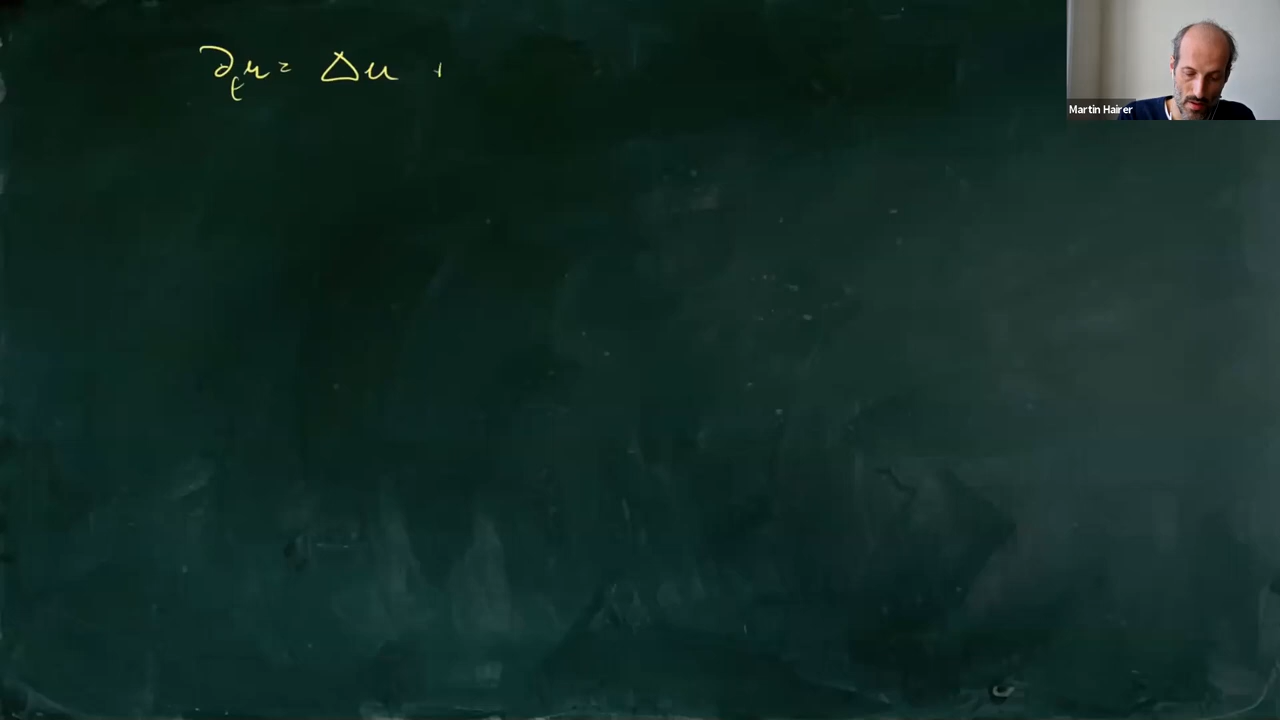 ∂ₜu = Δu +
Martin Hairer